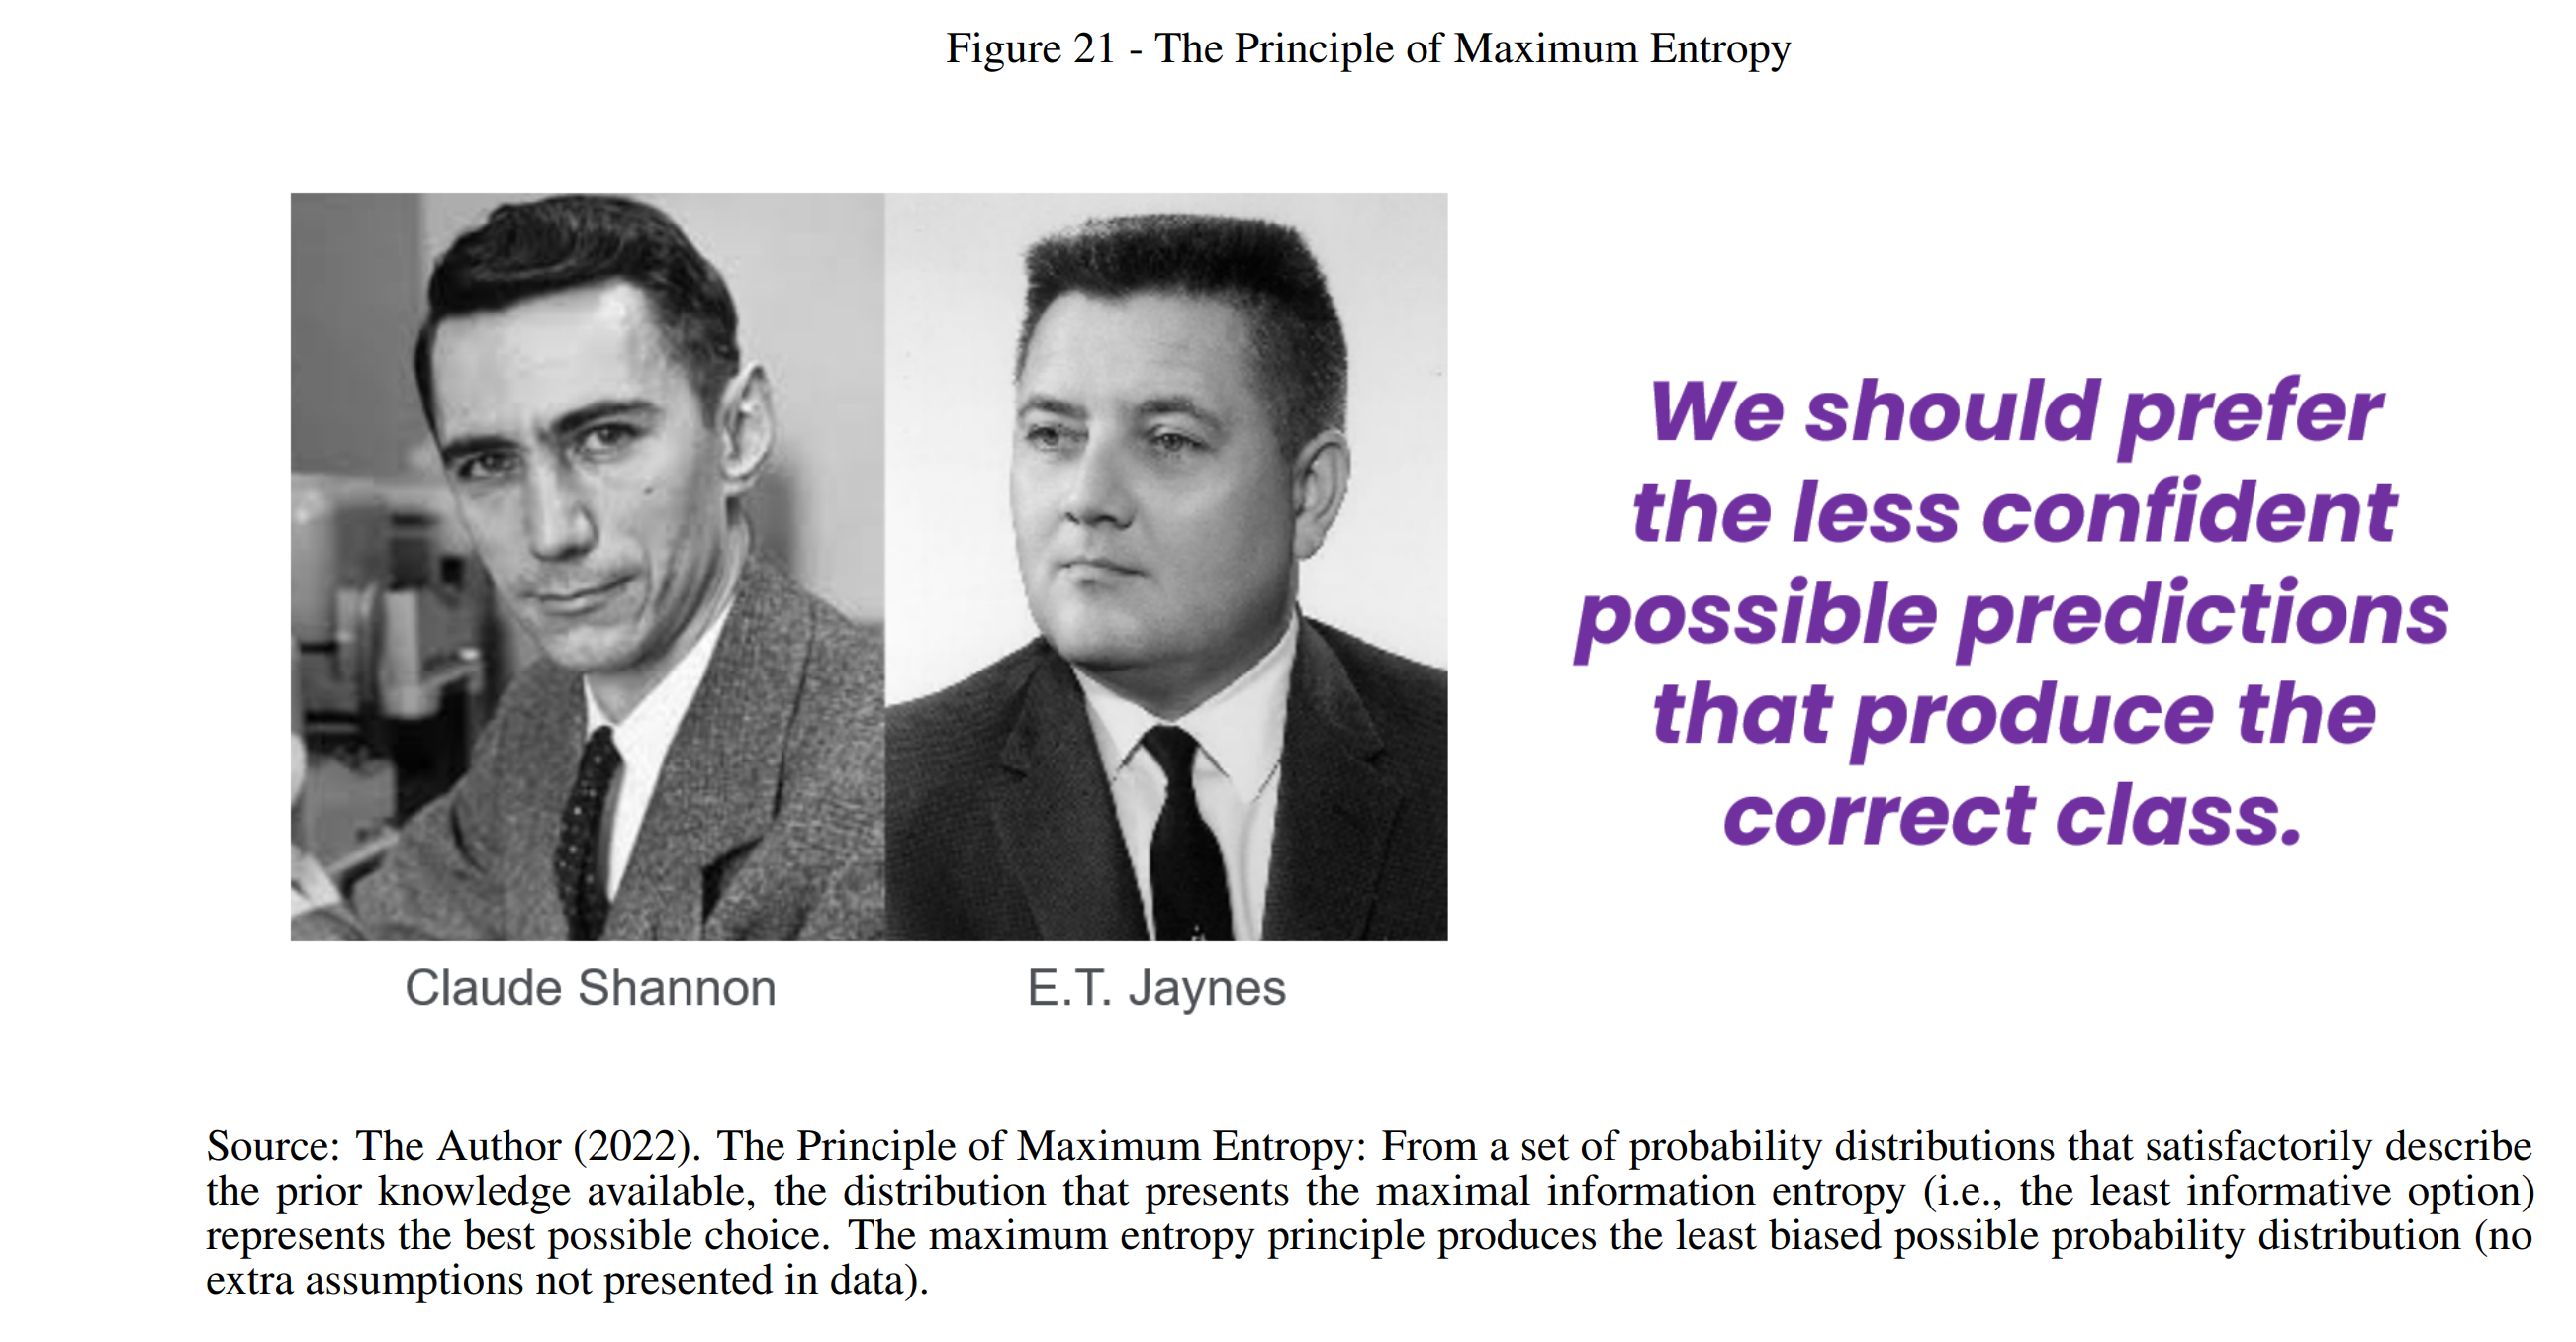 Figure 21 - The Principle of Maximum Entropy
We should prefer
the less confident
possible predictions
that produce the
correct class.
Claude Shannon
E.T. Jaynes
Source: The Author (2022). The Principle of Maximum Entropy: From a set of probability distributions that satisfactorily describe
the prior knowledge available, the distribution that presents the maximal information entropy (i.e., the least informative option)
represents the best possible choice. The maximum entropy principle produces the least biased possible probability distribution (no
extra assumptions not presented in data).